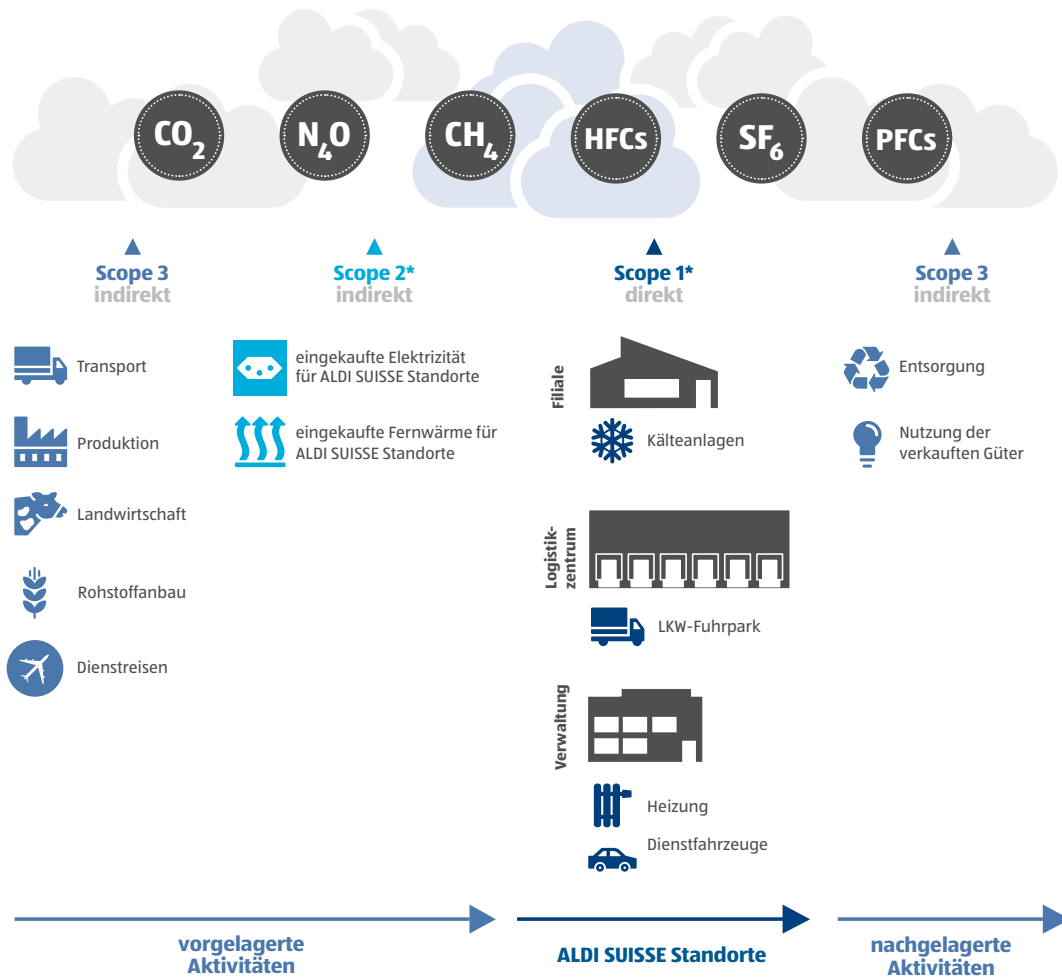 CO₂
N₄O
CH₄
HFCs
SF₆
PFCs
Scope 3
indirekt
Transport
Produktion
Landwirtschaft
Rohstoffanbau
Dienstreisen
Scope 2*
indirekt
eingekaufte Elektrizität
für ALDI SUISSE Standorte
eingekaufte Fernwärme für
ALDI SUISSE Standorte
Scope 1*
direkt
Filiale
Kälteanlagen
Logistik-
zentrum
LKW-Fuhrpark
Verwaltung
Heizung
Dienstfahrzeuge
Scope 3
indirekt
Entsorgung
Nutzung der
verkauften Güter
vorgelagerte
Aktivitäten
ALDI SUISSE Standorte
nachgelagerte
Aktivitäten